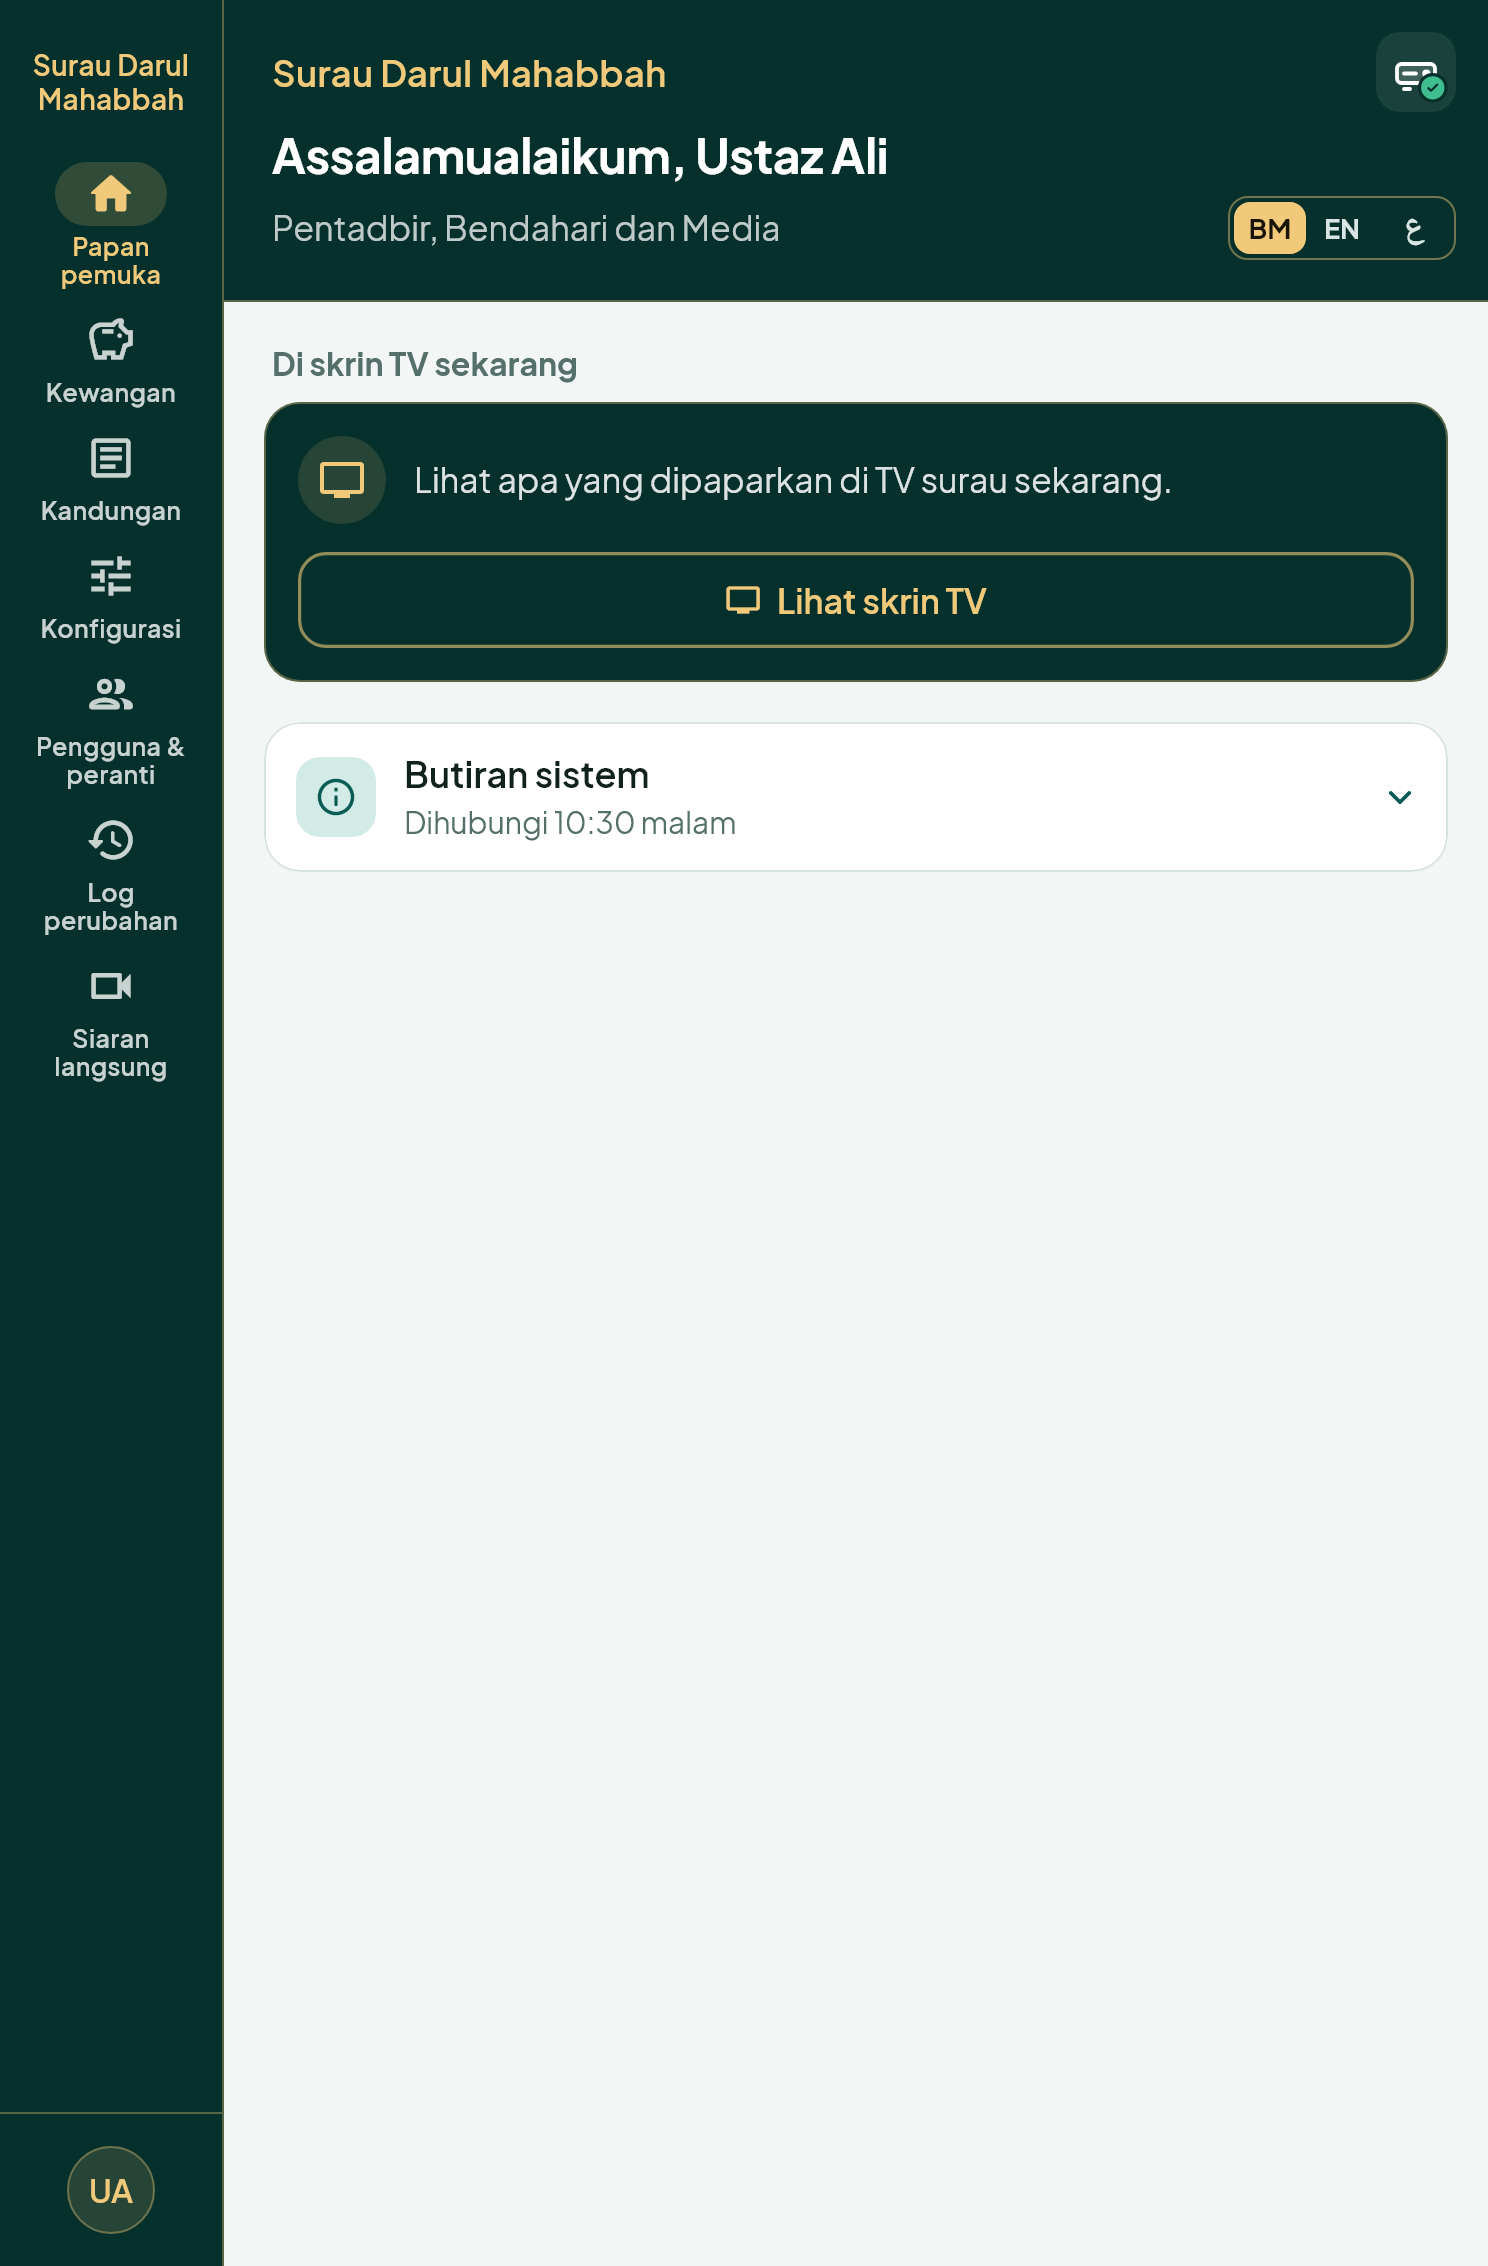 Surau Darul
Mahabbah
Papan
pemuka
Kewangan
Kandungan
Konfigurasi
Pengguna &
peranti
Log
perubahan
Siaran
langsung
UA
Surau Darul Mahabbah
Assalamualaikum, Ustaz Ali
Pentadbir, Bendahari dan Media
BM EN ع
Di skrin TV sekarang
Lihat apa yang dipaparkan di TV surau sekarang.
Lihat skrin TV
Butiran sistem
Dihubungi 10:30 malam